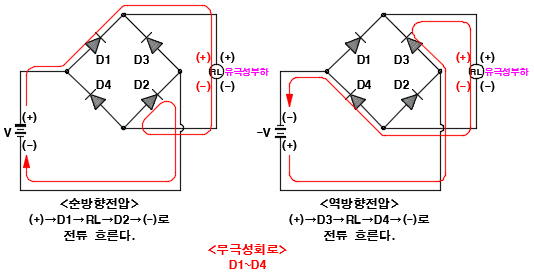 D1 D3
D4 D2
(+) (+)
RL 유극성부하
(-) (-)
(+)
V
(-)
<순방향전압>
(+)→D1→RL→D2→(-)로
전류 흐른다.
D1 D3
D4 D2
(+) (+)
RL 유극성부하
(-) (-)
(-)
-V
(+)
<역방향전압>
(+)→D3→RL→D4→(-)로
전류 흐른다.
<무극성회로>
D1~D4